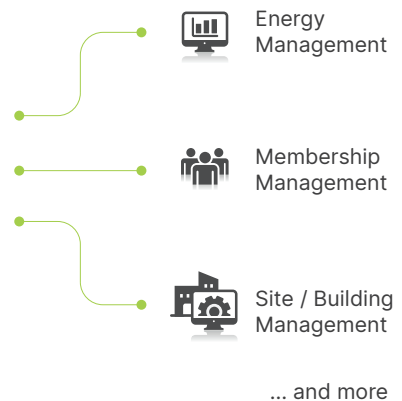 Energy
Management
Membership
Management
Site / Building
Management
... and more